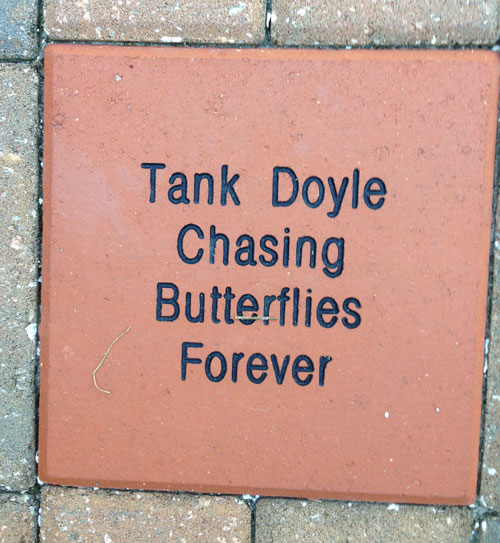 Tank Doyle
Chasing
Butterflies
Forever